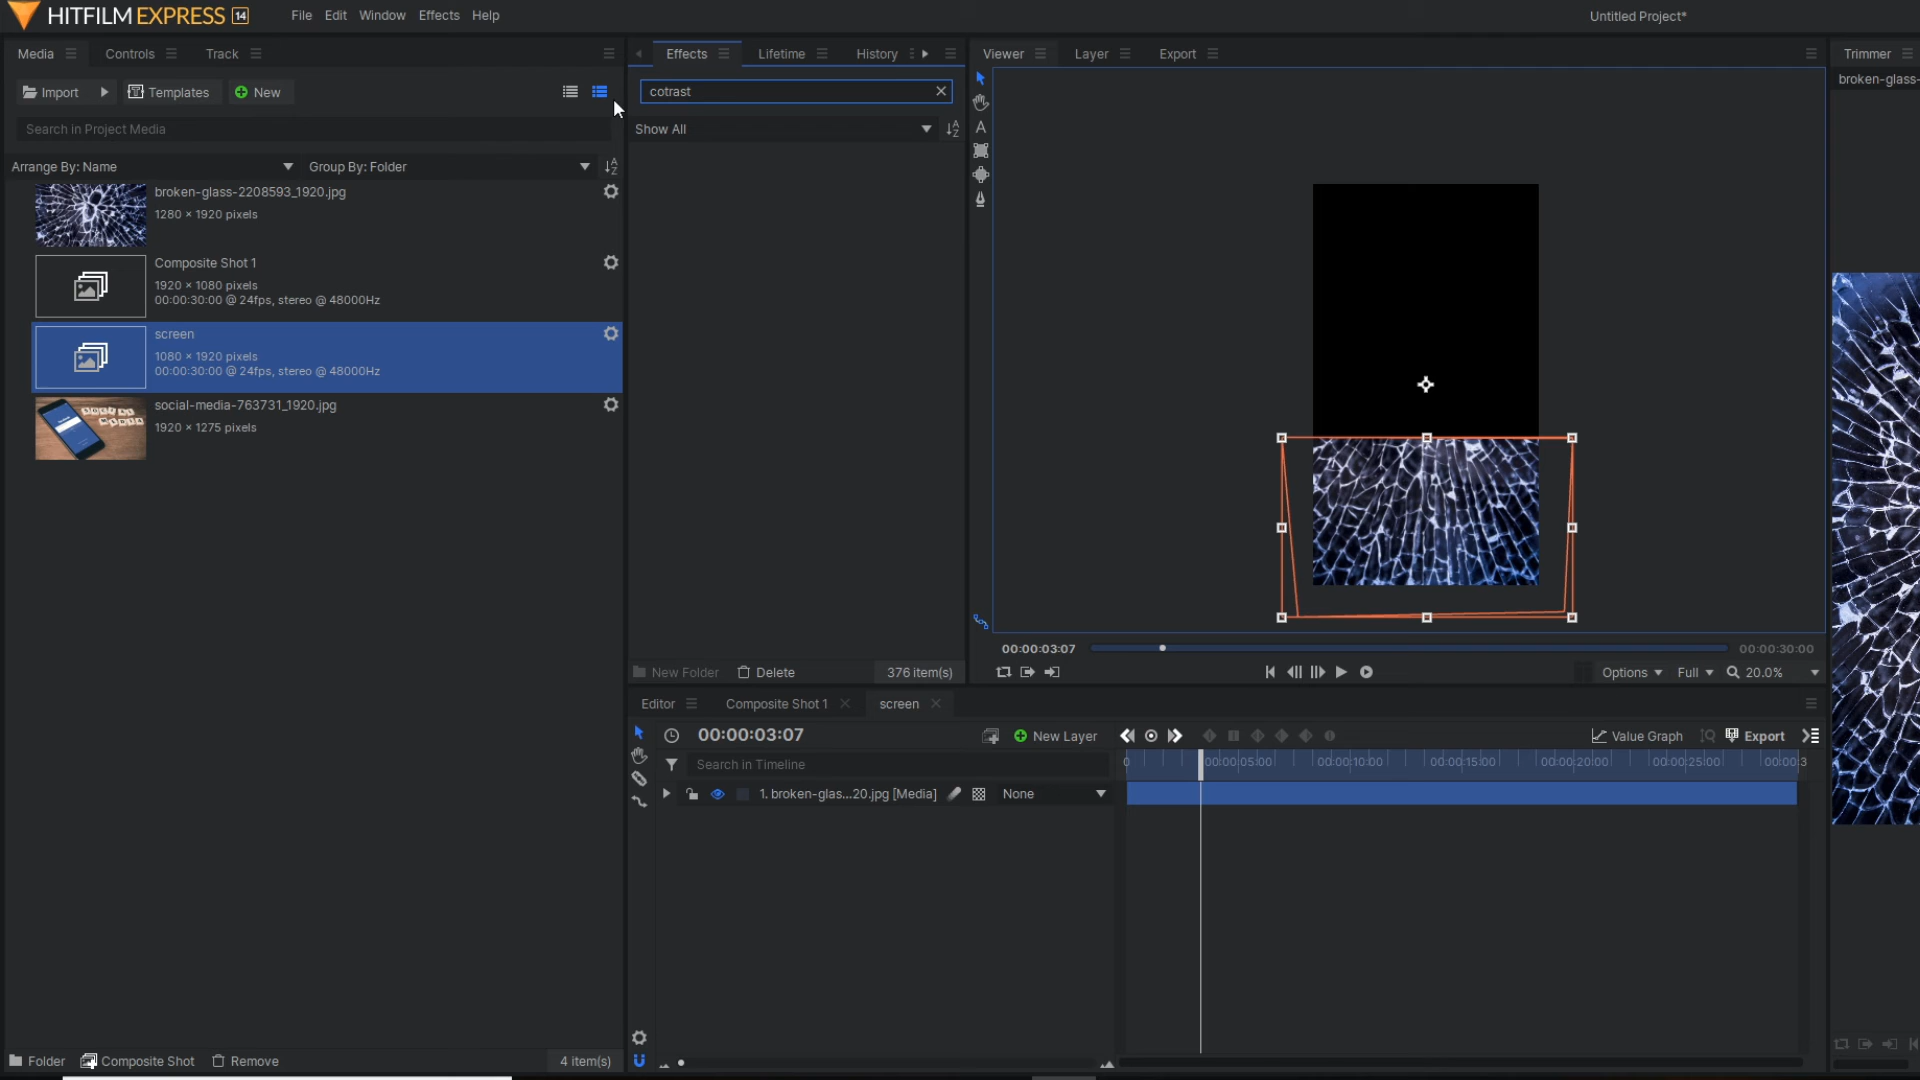 HITFILM EXPRESS 14
File Edit Window Effects Help
Untitled Project*
Media Controls Track
Effects Lifetime History
Viewer Layer Export
Trimmer
Import Templates New
cotrast
broken-glass-
Search in Project Media
Show All
Arrange By: Name Group By: Folder
broken-glass-2208593_1920.jpg
1280 × 1920 pixels
Composite Shot 1
1920 × 1080 pixels
00:00:30:00 @ 24fps, stereo @ 48000Hz
screen
1080 × 1920 pixels
00:00:30:00 @ 24fps, stereo @ 48000Hz
social-media-763731_1920.jpg
1920 × 1275 pixels
A
00:00:03:07 00:00:30:00
New Folder Delete 376 item(s)
Options Full 20.0%
Editor Composite Shot 1 screen
00:00:03:07 New Layer Value Graph Export
Search in Timeline
0 00:00:05:00 00:00:10:00 00:00:15:00 00:00:20:00 00:00:25:00 00:00:3
1. broken-glas...20.jpg [Media] None
Folder Composite Shot Remove 4 item(s)